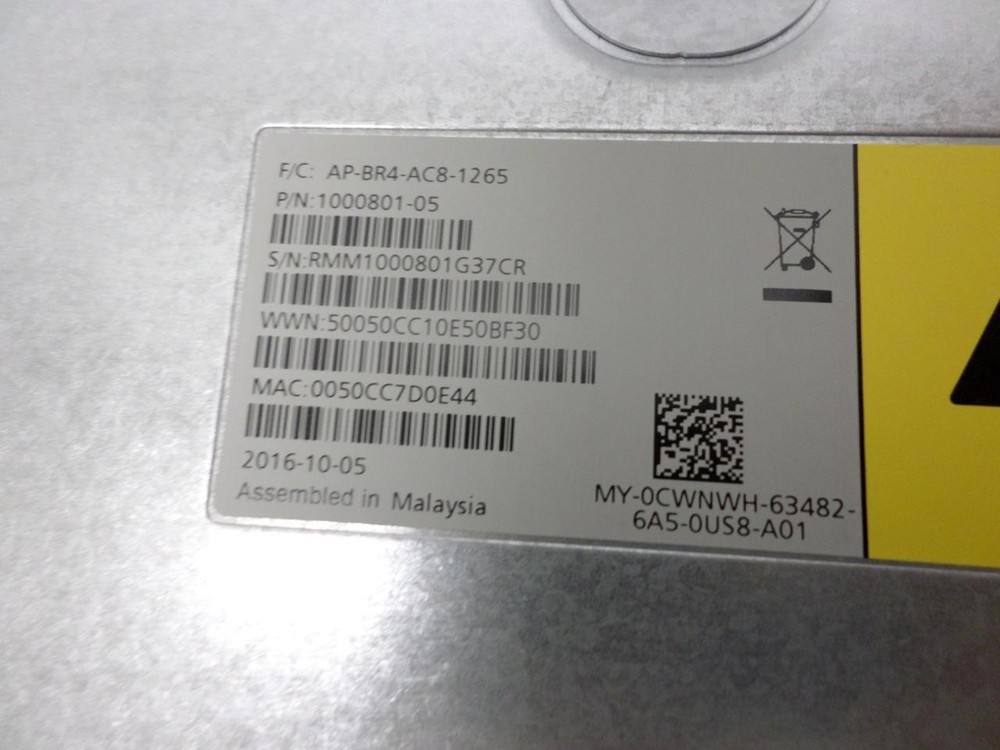 F/C: AP-BR4-AC8-1265
P/N:1000801-05
S/N:RMM1000801G37CR
WWN:50050CC10E50BF30
MAC:0050CC7D0E44
2016-10-05
Assembled in Malaysia
MY-0CWNWH-63482-
6A5-0US8-A01